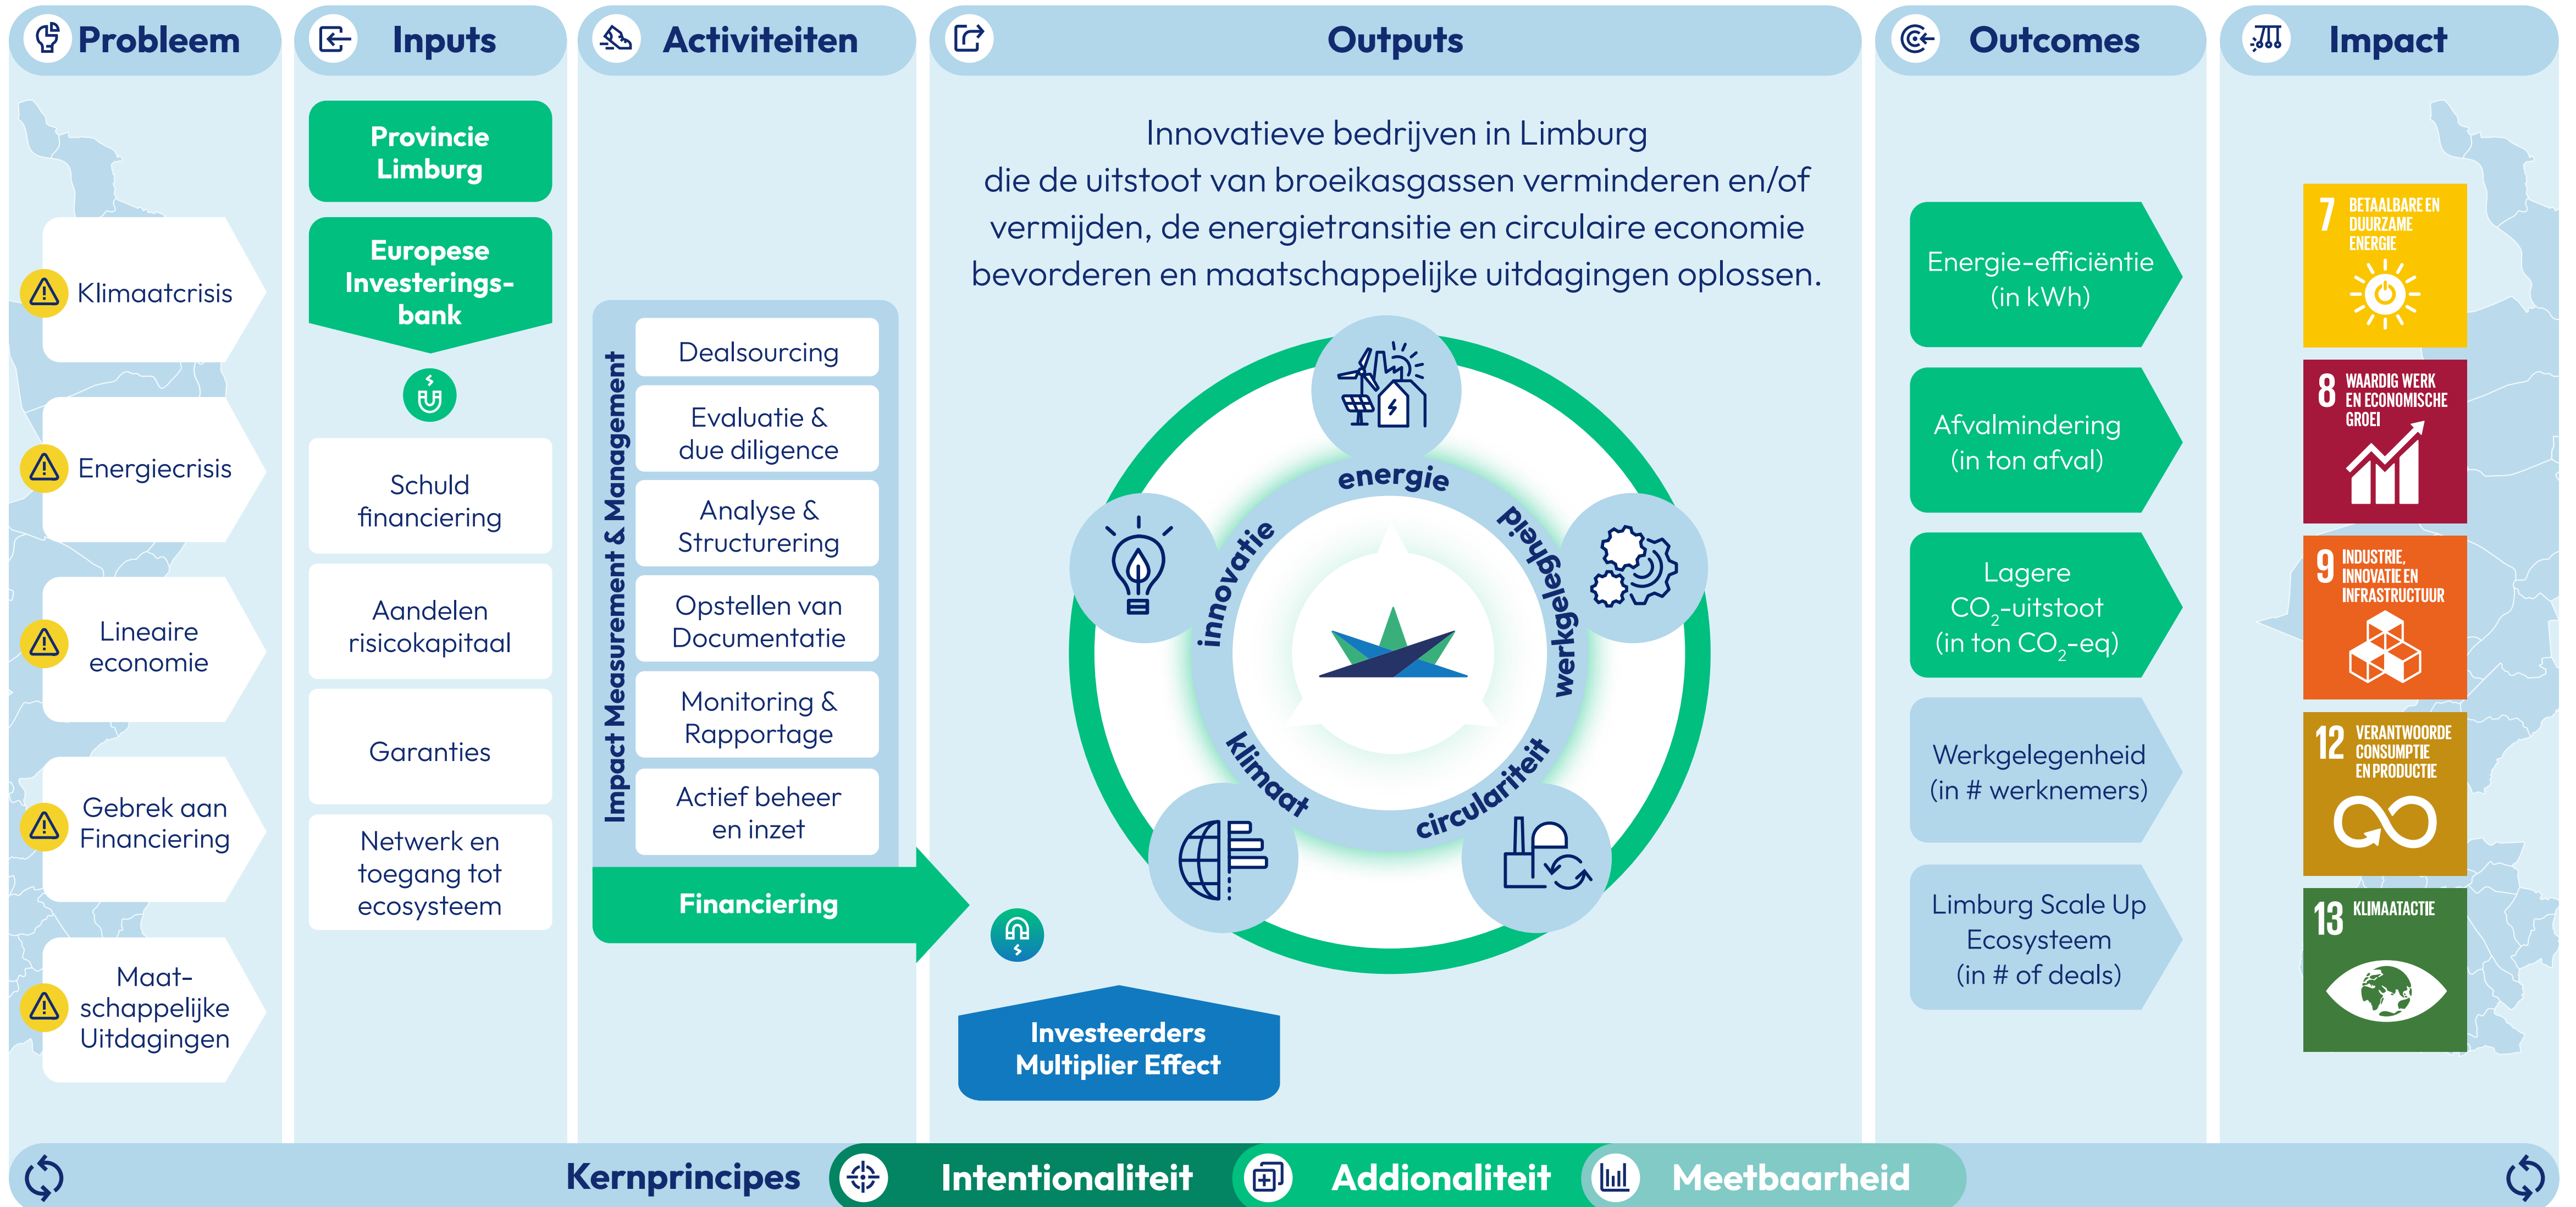 Probleem
Klimaatcrisis
Energiecrisis
Lineaire
economie
Gebrek aan
Financiering
Maat-
schappelijke
Uitdagingen
Inputs
Provincie
Limburg
Europese
Investerings-
bank
Schuld
financiering
Aandelen
risicokapitaal
Garanties
Netwerk en
toegang tot
ecosysteem
Activiteiten
Impact Measurement & Management
Dealsourcing
Evaluatie &
due diligence
Analyse &
Structurering
Opstellen van
Documentatie
Monitoring &
Rapportage
Actief beheer
en inzet
Financiering
Outputs
Innovatieve bedrijven in Limburg
die de uitstoot van broeikasgassen verminderen en/of
vermijden, de energietransitie en circulaire economie
bevorderen en maatschappelijke uitdagingen oplossen.
energie
werkgelegheid
circulariteit
klimaat
innovatie
Investeerders
Multiplier Effect
Outcomes
Energie-efficiëntie
(in kWh)
Afvalmindering
(in ton afval)
Lagere
CO₂-uitstoot
(in ton CO₂-eq)
Werkgelegenheid
(in # werknemers)
Limburg Scale Up
Ecosysteem
(in # of deals)
Impact
7 BETAALBARE EN
DUURZAME
ENERGIE
8 WAARDIG WERK
EN ECONOMISCHE
GROEI
9 INDUSTRIE,
INNOVATIE EN
INFRASTRUCTUUR
12 VERANTWOORDE
CONSUMPTIE
EN PRODUCTIE
13 KLIMAATACTIE
Kernprincipes
Intentionaliteit
Addionaliteit
Meetbaarheid